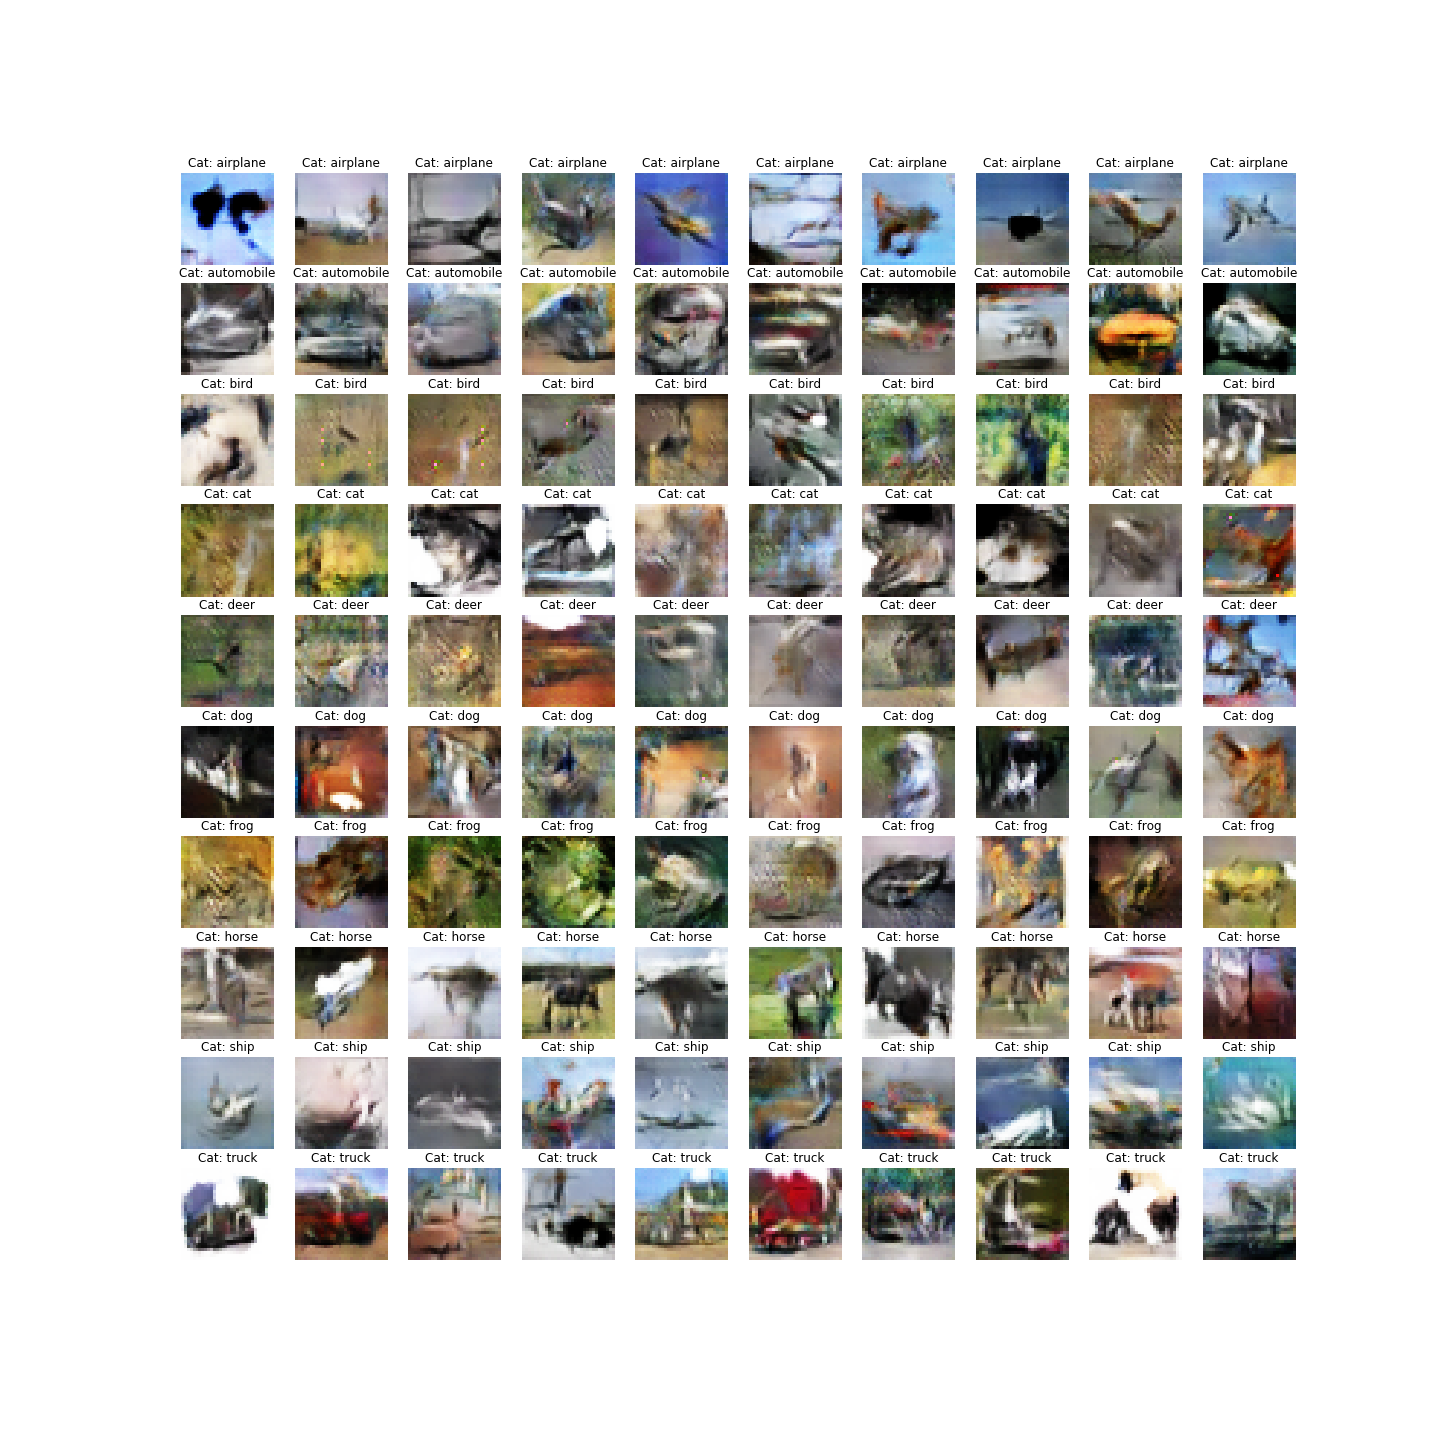 Cat: airplane Cat: airplane Cat: airplane Cat: airplane Cat: airplane Cat: airplane Cat: airplane Cat: airplane Cat: airplane Cat: airplane
Cat: automobile Cat: automobile Cat: automobile Cat: automobile Cat: automobile Cat: automobile Cat: automobile Cat: automobile Cat: automobile Cat: automobile
Cat: bird Cat: bird Cat: bird Cat: bird Cat: bird Cat: bird Cat: bird Cat: bird Cat: bird Cat: bird
Cat: cat Cat: cat Cat: cat Cat: cat Cat: cat Cat: cat Cat: cat Cat: cat Cat: cat Cat: cat
Cat: deer Cat: deer Cat: deer Cat: deer Cat: deer Cat: deer Cat: deer Cat: deer Cat: deer Cat: deer
Cat: dog Cat: dog Cat: dog Cat: dog Cat: dog Cat: dog Cat: dog Cat: dog Cat: dog Cat: dog
Cat: frog Cat: frog Cat: frog Cat: frog Cat: frog Cat: frog Cat: frog Cat: frog Cat: frog Cat: frog
Cat: horse Cat: horse Cat: horse Cat: horse Cat: horse Cat: horse Cat: horse Cat: horse Cat: horse Cat: horse
Cat: ship Cat: ship Cat: ship Cat: ship Cat: ship Cat: ship Cat: ship Cat: ship Cat: ship Cat: ship
Cat: truck Cat: truck Cat: truck Cat: truck Cat: truck Cat: truck Cat: truck Cat: truck Cat: truck Cat: truck